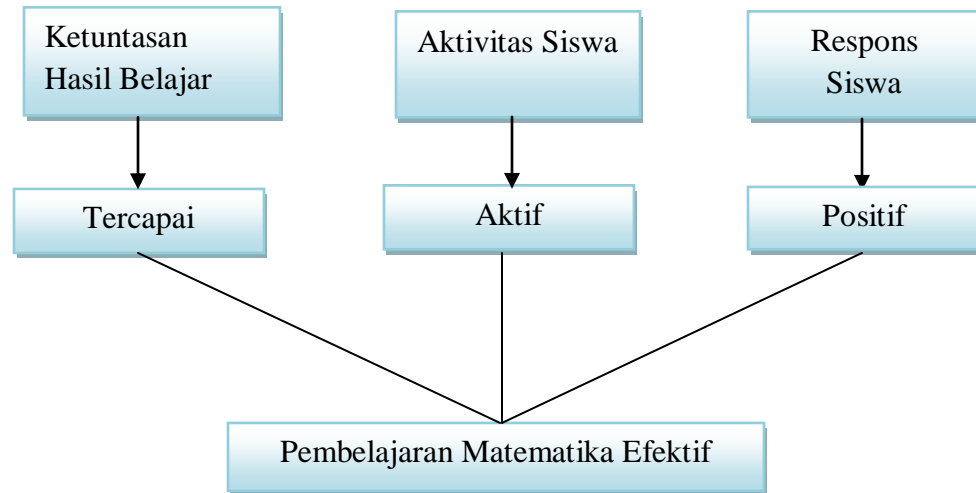 Ketuntasan
Hasil Belajar
Aktivitas Siswa
Respons
Siswa
Tercapai
Aktif
Positif
Pembelajaran Matematika Efektif